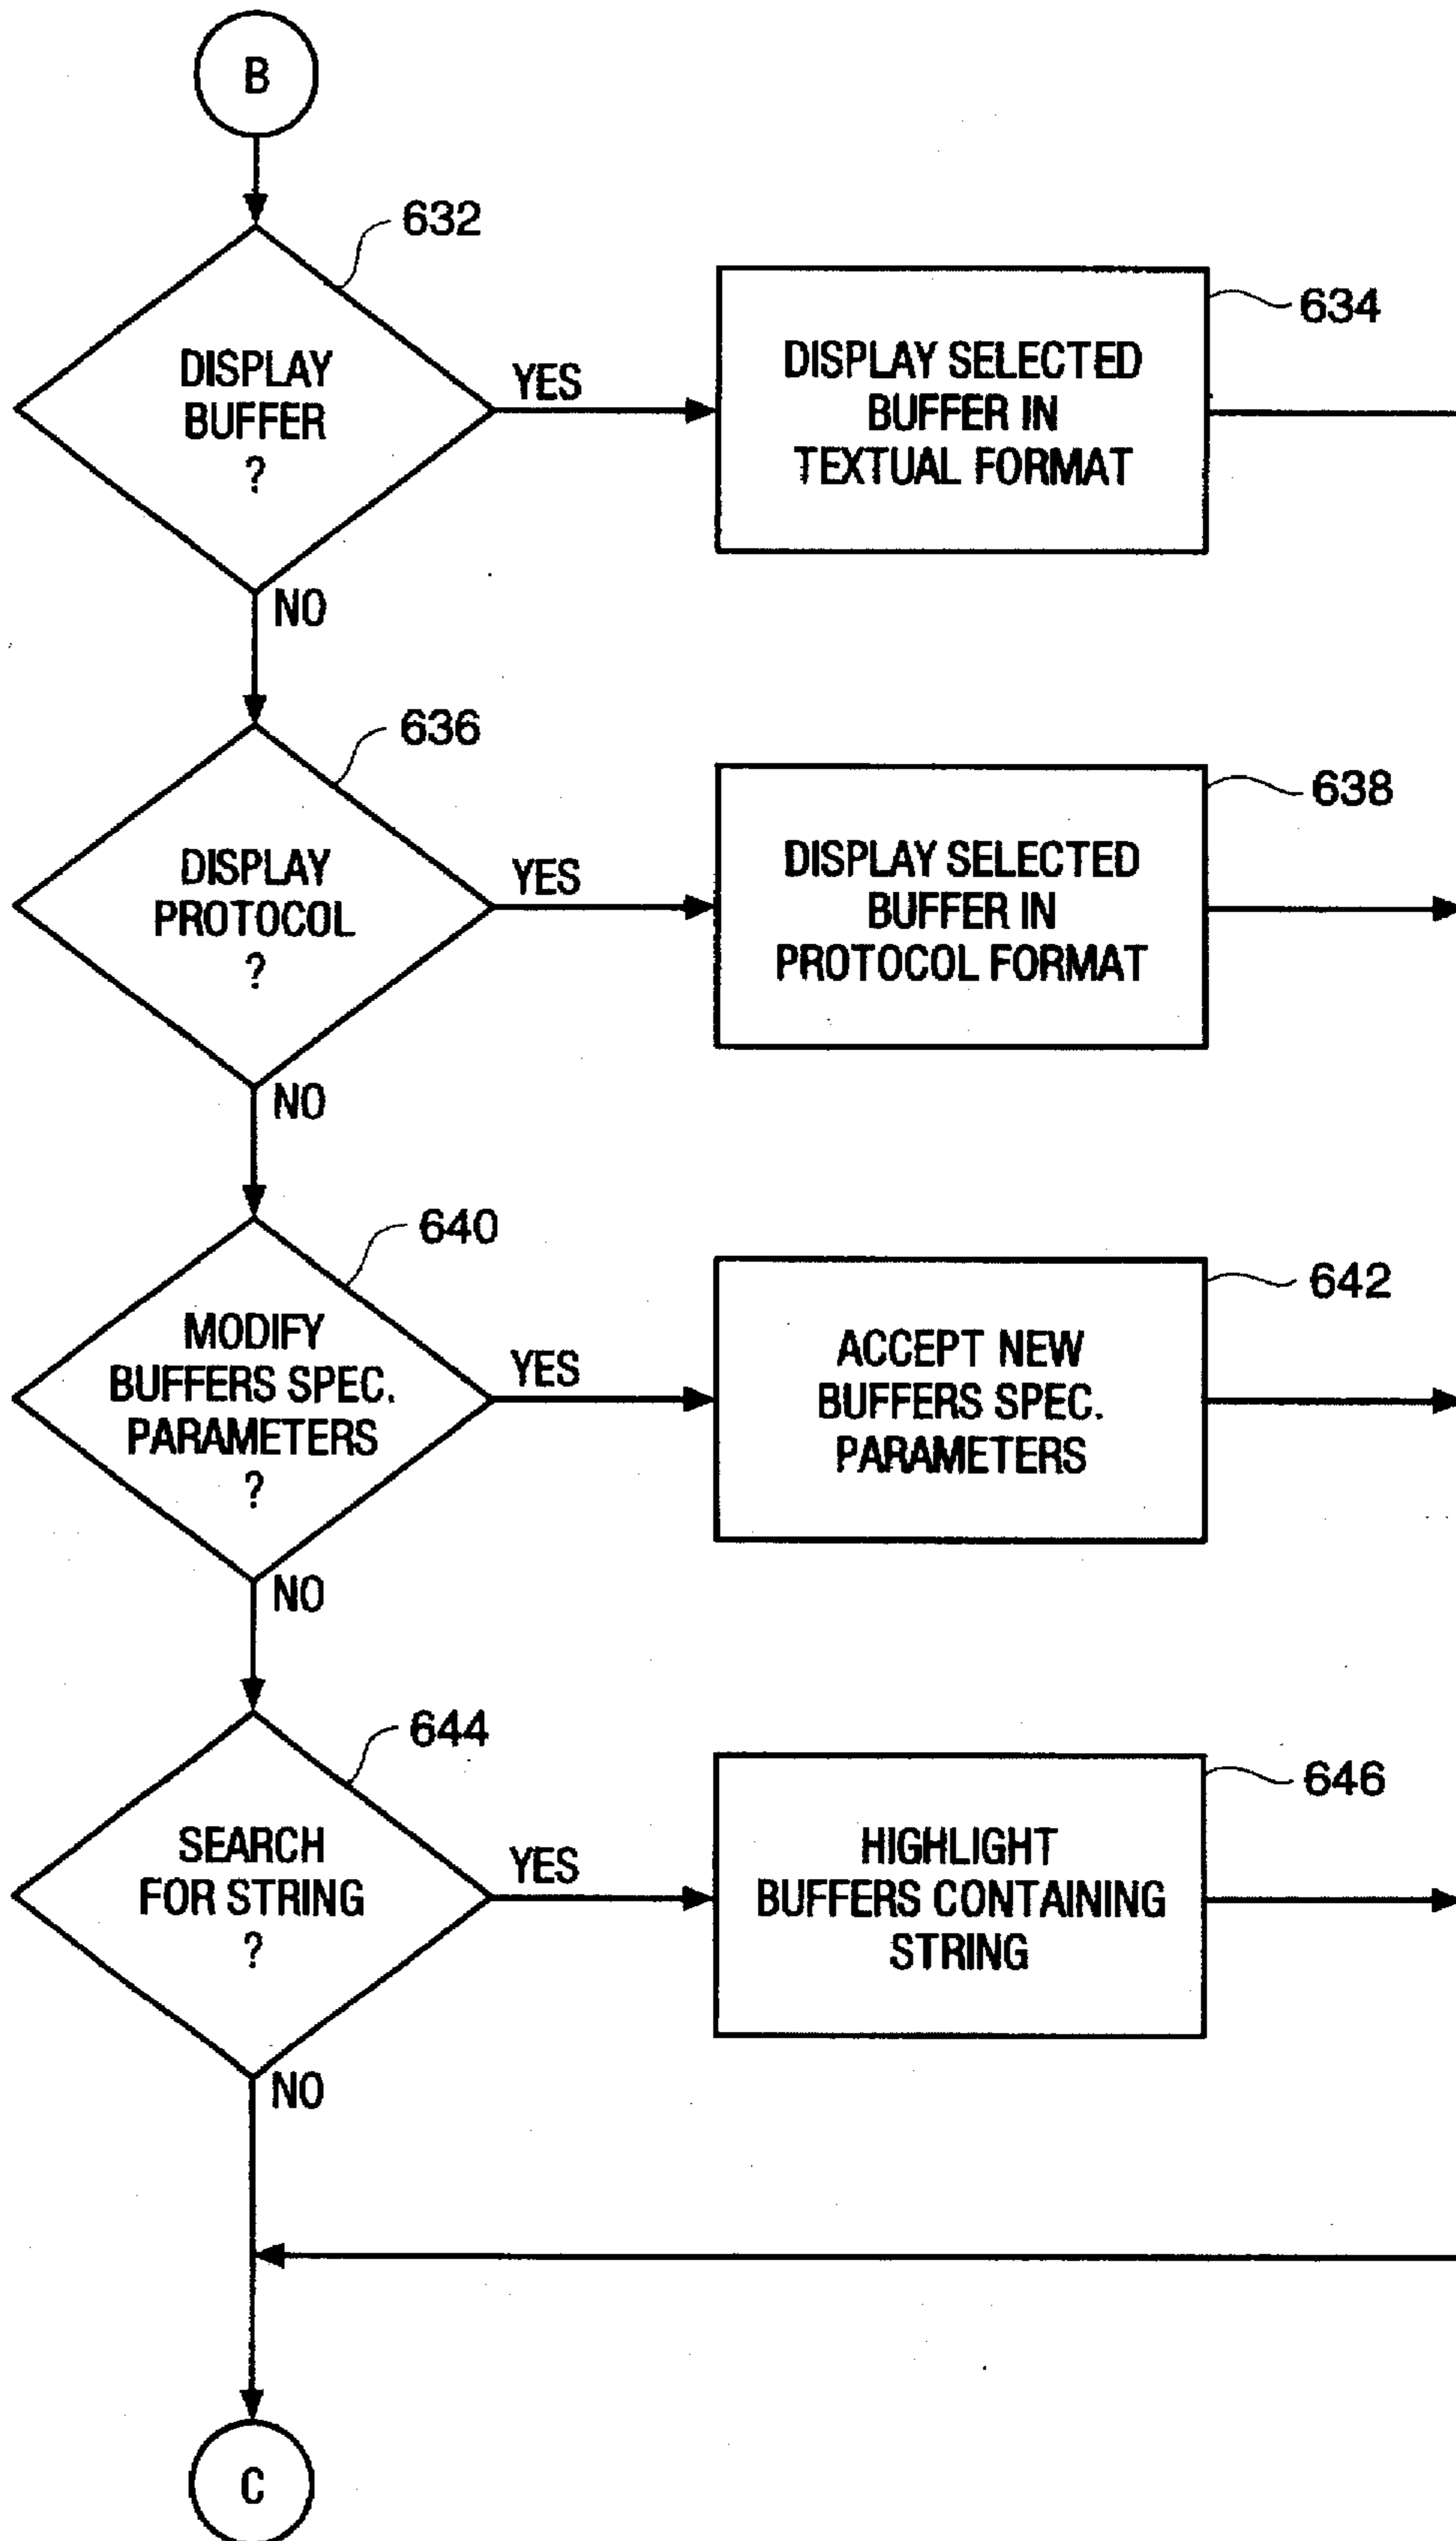 B
632
DISPLAY
BUFFER
?
YES
634
DISPLAY SELECTED
BUFFER IN
TEXTUAL FORMAT
NO
636
DISPLAY
PROTOCOL
?
YES
638
DISPLAY SELECTED
BUFFER IN
PROTOCOL FORMAT
NO
640
MODIFY
BUFFERS SPEC.
PARAMETERS
?
YES
642
ACCEPT NEW
BUFFERS SPEC.
PARAMETERS
NO
644
SEARCH
FOR STRING
?
YES
646
HIGHLIGHT
BUFFERS CONTAINING
STRING
NO
C